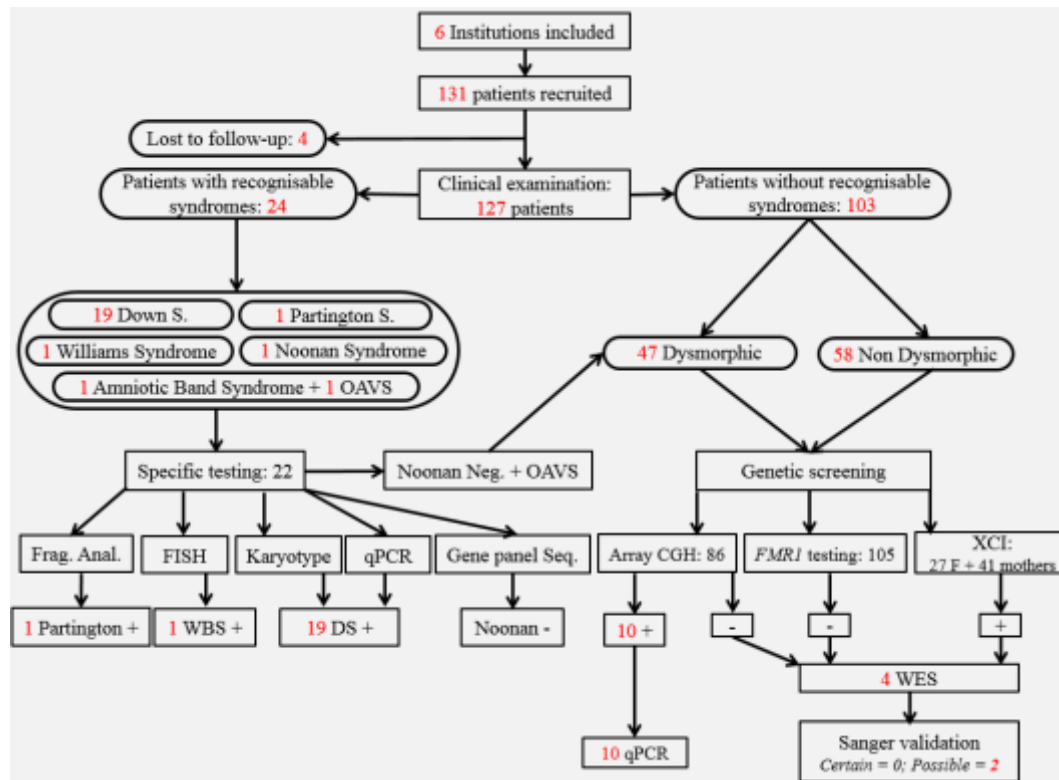 6 Institutions included
131 patients recruited
Lost to follow-up: 4
Patients with recognisable
syndromes: 24
Clinical examination:
127 patients
Patients without recognisable
syndromes: 103
19 Down S.
1 Partington S.
1 Williams Syndrome
1 Noonan Syndrome
1 Amniotic Band Syndrome + 1 OAVS
47 Dysmorphic
58 Non Dysmorphic
Specific testing: 22
Noonan Neg. + OAVS
Genetic screening
Frag. Anal.
FISH
Karyotype
qPCR
Gene panel Seq.
Array CGH: 86
FMR1 testing: 105
XCI:
27 F + 41 mothers
1 Partington +
1 WBS +
19 DS +
Noonan -
10 +
-
-
+
4 WES
10 qPCR
Sanger validation
Certain = 0; Possible = 2